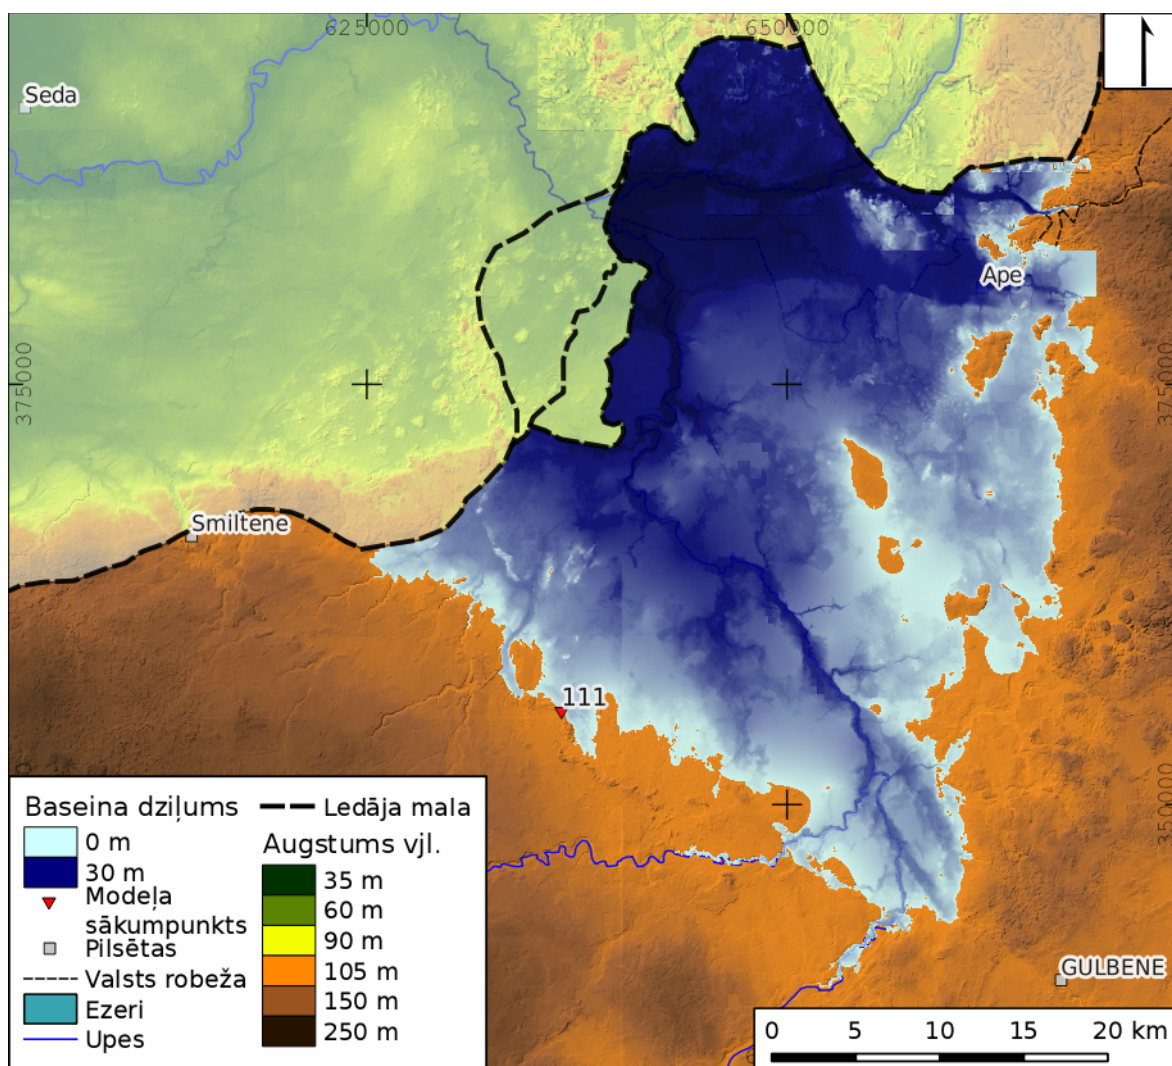 625000
650000
Seda
Ape
375000
375000
Smiltene
111
350000
GULBENE
Baseina dziļums
0 m
30 m
Modeļa
sākumpunkts
Pilsētas
Valsts robeža
Ezeri
Upes
Ledāja mala
Augstums vjl.
35 m
60 m
90 m
105 m
150 m
250 m
0 5 10 15 20 km